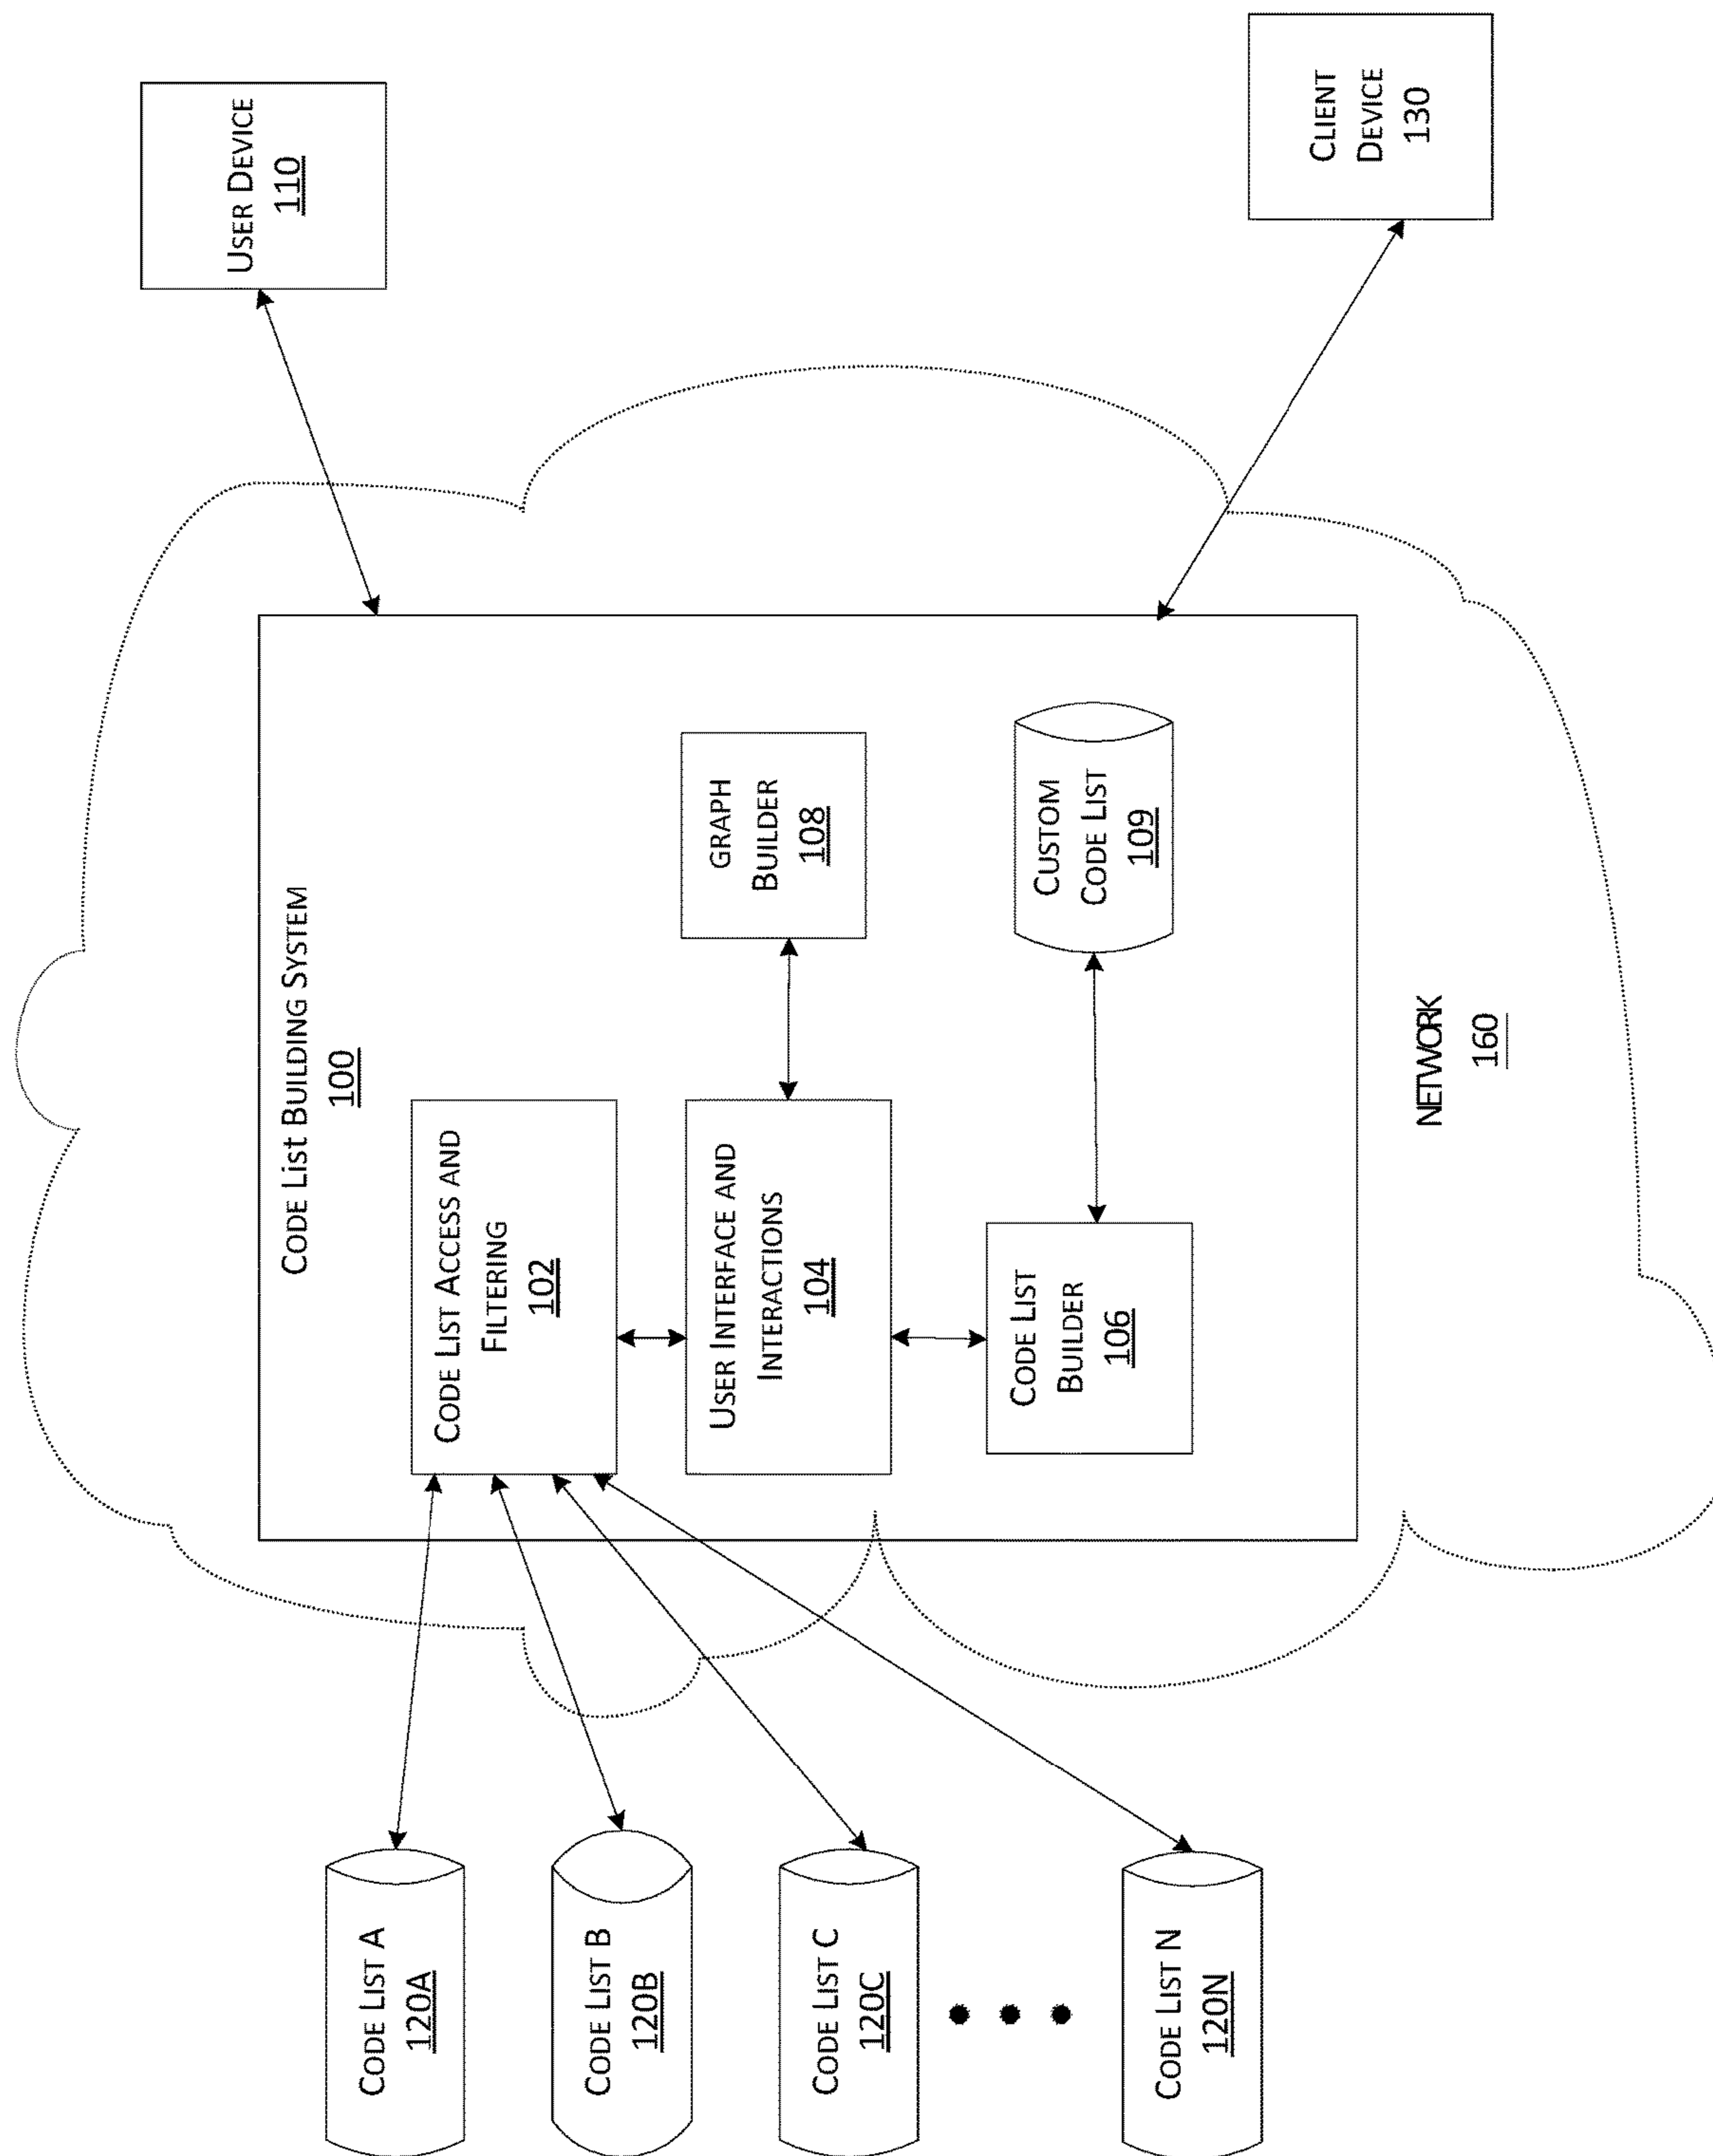 CODE LIST A
120A
CODE LIST B
120B
CODE LIST C
120C
CODE LIST N
120N
CODE LIST BUILDING SYSTEM
100
CODE LIST ACCESS AND
FILTERING
102
USER INTERFACE AND
INTERACTIONS
104
CODE LIST
BUILDER
106
GRAPH
BUILDER
108
CUSTOM
CODE LIST
109
NETWORK
160
USER DEVICE
110
CLIENT
DEVICE
130